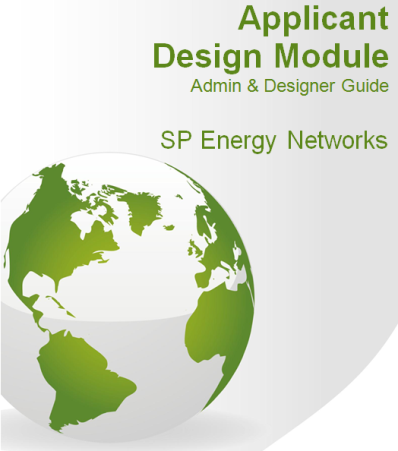 Applicant
Design Module
Admin & Designer Guide
SP Energy Networks